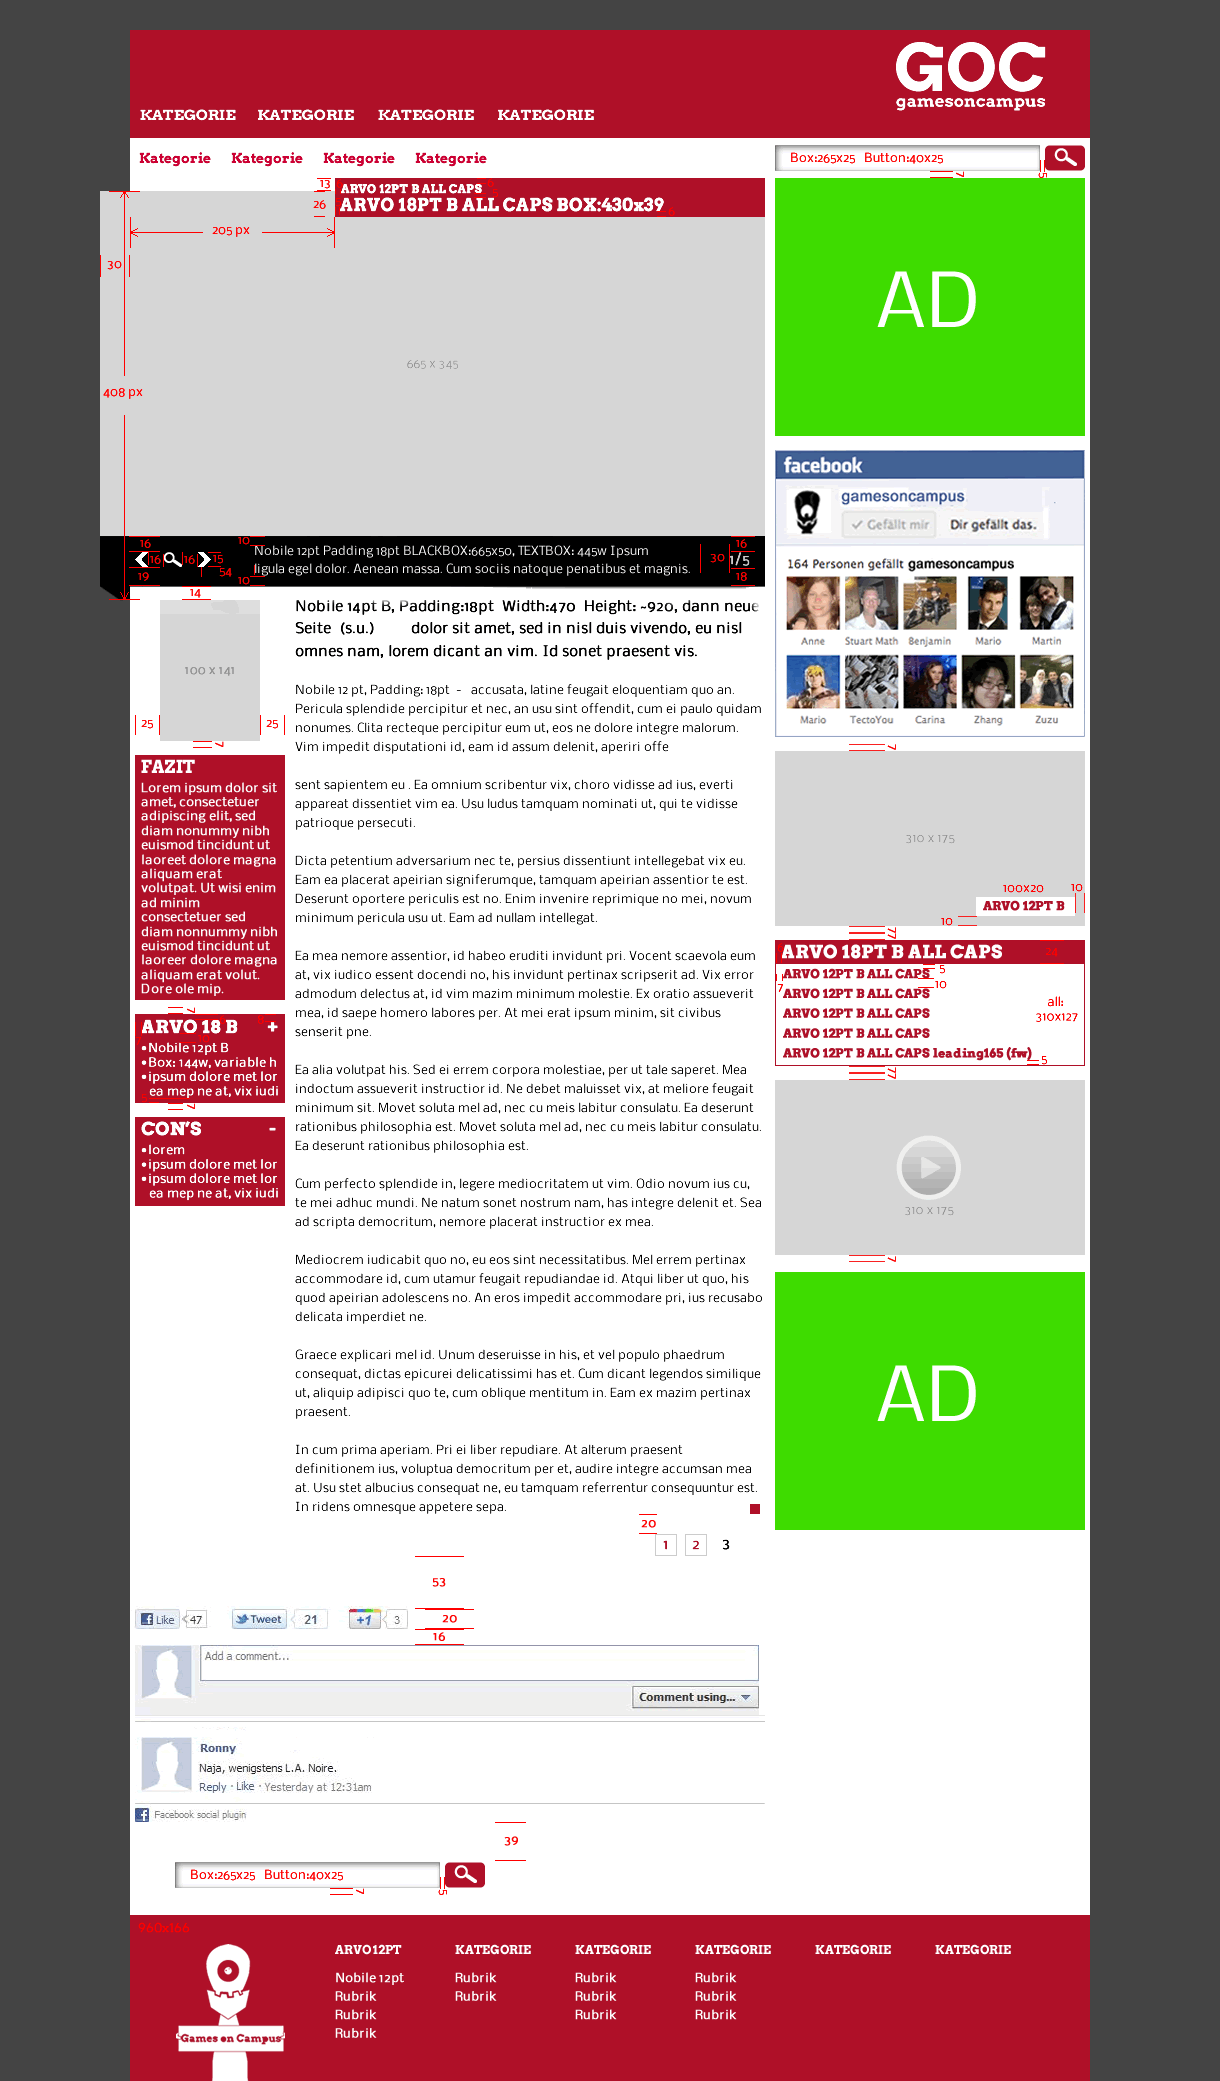 GOC
gamesoncampus
KATEGORIE KATEGORIE KATEGORIE KATEGORIE
Kategorie Kategorie Kategorie Kategorie
Box:265x25 Button:40x25
7
5
13
ARVO 12PT B ALL CAPS
26
ARVO 18PT B ALL CAPS BOX:430x39
205 px
30
AD
665 x 345
408 px
facebook
gamesoncampus
Gefällt mir
Dir gefällt das.
16
10
Nobile 12pt Padding 18pt BLACKBOX:665x50, TEXTBOX: 445w Ipsum
16
16 16 15
30
1/5
19
54
10
ligula egel dolor. Aenean massa. Cum sociis natoque penatibus et magnis.
18
14
164 Personen gefällt gamesoncampus
Anne Stuart Math Benjamin Mario Martin
Mario TectoYou Carina Zhang Zuzu
Nobile 14pt B, Padding:18pt Width:470 Height: ~920, dann neue
Seite (s.u.) dolor sit amet, sed in nisl duis vivendo, eu nisl
omnes nam, lorem dicant an vim. Id sonet praesent vis.
100 x 141
25
25
7
Nobile 12 pt, Padding: 18pt - accusata, latine feugait eloquentiam quo an.
Pericula splendide percipitur et nec, an usu sint offendit, cum ei paulo quidam
nonumes. Clita recteque percipitur eum ut, eos ne dolore integre malorum.
Vim impedit disputationi id, eam id assum delenit, aperiri offe
sent sapientem eu . Ea omnium scribentur vix, choro vidisse ad ius, everti
appareat dissentiet vim ea. Usu ludus tamquam nominati ut, qui te vidisse
patrioque persecuti.
Dicta petentium adversarium nec te, persius dissentiunt intellegebat vix eu.
Eam ea placerat apeirian signiferumque, tamquam apeirian assentior te est.
Deserunt oportere periculis est no. Enim invenire reprimique no mei, novum
minimum pericula usu ut. Eam ad nullam intellegat.
Ea mea nemore assentior, id habeo eruditi invidunt pri. Vocent scaevola eum
at, vix iudico essent docendi no, his invidunt pertinax scripserit ad. Vix error
admodum delectus at, id vim mazim minimum molestie. Ex oratio assueverit
mea, id saepe homero labores per. At mei erat ipsum minim, sit civibus
senserit pne.
Ea alia volutpat his. Sed ei errem corpora molestiae, per ut tale saperet. Mea
indoctum assueverit instructior id. Ne debet maluisset vix, at meliore feugait
minimum sit. Movet soluta mel ad, nec cu meis labitur consulatu. Ea deserunt
rationibus philosophia est. Movet soluta mel ad, nec cu meis labitur consulatu.
Ea deserunt rationibus philosophia est.
Cum perfecto splendide in, legere mediocritatem ut vim. Odio novum ius cu,
te mei adhuc mundi. Ne natum sonet nostrum nam, has integre delenit et. Sea
ad scripta democritum, nemore placerat instructior ex mea.
Mediocrem iudicabit quo no, eu eos sint necessitatibus. Mel errem pertinax
accommodare id, cum utamur feugait repudiandae id. Atqui liber ut quo, his
quod apeirian adolescens no. An eros impedit accommodare pri, ius recusabo
delicata imperdiet ne.
Graece explicari mel id. Unum deseruisse in his, et vel populo phaedrum
consequat, dictas epicurei delicatissimi has et. Cum dicant legendos similique
ut, aliquip adipisci quo te, cum oblique mentitum in. Eam ex mazim pertinax
praesent.
In cum prima aperiam. Pri ei liber repudiare. At alterum praesent
definitionem ius, voluptua democritum per et, audire integre accumsan mea
at. Usu stet albucius consequat ne, eu tamquam referrentur consequuntur est.
In ridens omnesque appetere sepa.
FAZIT
Lorem ipsum dolor sit
amet, consectetuer
adipiscing elit, sed
diam nonummy nibh
euismod tincidunt ut
laoreet dolore magna
aliquam erat
volutpat. Ut wisi enim
ad minim
consectetuer sed
diam nonnummy nibh
euismod tincidunt ut
laoreer dolore magna
aliquam erat volut.
Dore ole mip.
7
ARVO 18 B +
•Nobile 12pt B
•Box: 144w, variable h
•ipsum dolore met lor
ea mep ne at, vix iudi
7
CON'S -
•lorem
•ipsum dolore met lor
•ipsum dolore met lor
ea mep ne at, vix iudi
7
310 x 175
100x20
10
ARVO 12PT B
10
77
ARVO 18PT B ALL CAPS
24
ARVO 12PT B ALL CAPS
5
7
10
ARVO 12PT B ALL CAPS
all:
ARVO 12PT B ALL CAPS
310x127
ARVO 12PT B ALL CAPS
ARVO 12PT B ALL CAPS leading165 (fw)
5
77
310 x 175
7
AD
20
1 2 3
53
Like 47
Tweet 21
+1 3
20
16
Add a comment...
Comment using...
Ronny
Naja, wenigstens L.A. Noire.
Reply · Like · Yesterday at 12:31am
Facebook social plugin
39
Box:265x25 Button:40x25
7
5
960x166
Games on Campus
ARVO12PT
Nobile 12pt
Rubrik
Rubrik
Rubrik
KATEGORIE
Rubrik
Rubrik
KATEGORIE
Rubrik
Rubrik
Rubrik
KATEGORIE
Rubrik
Rubrik
Rubrik
KATEGORIE
KATEGORIE